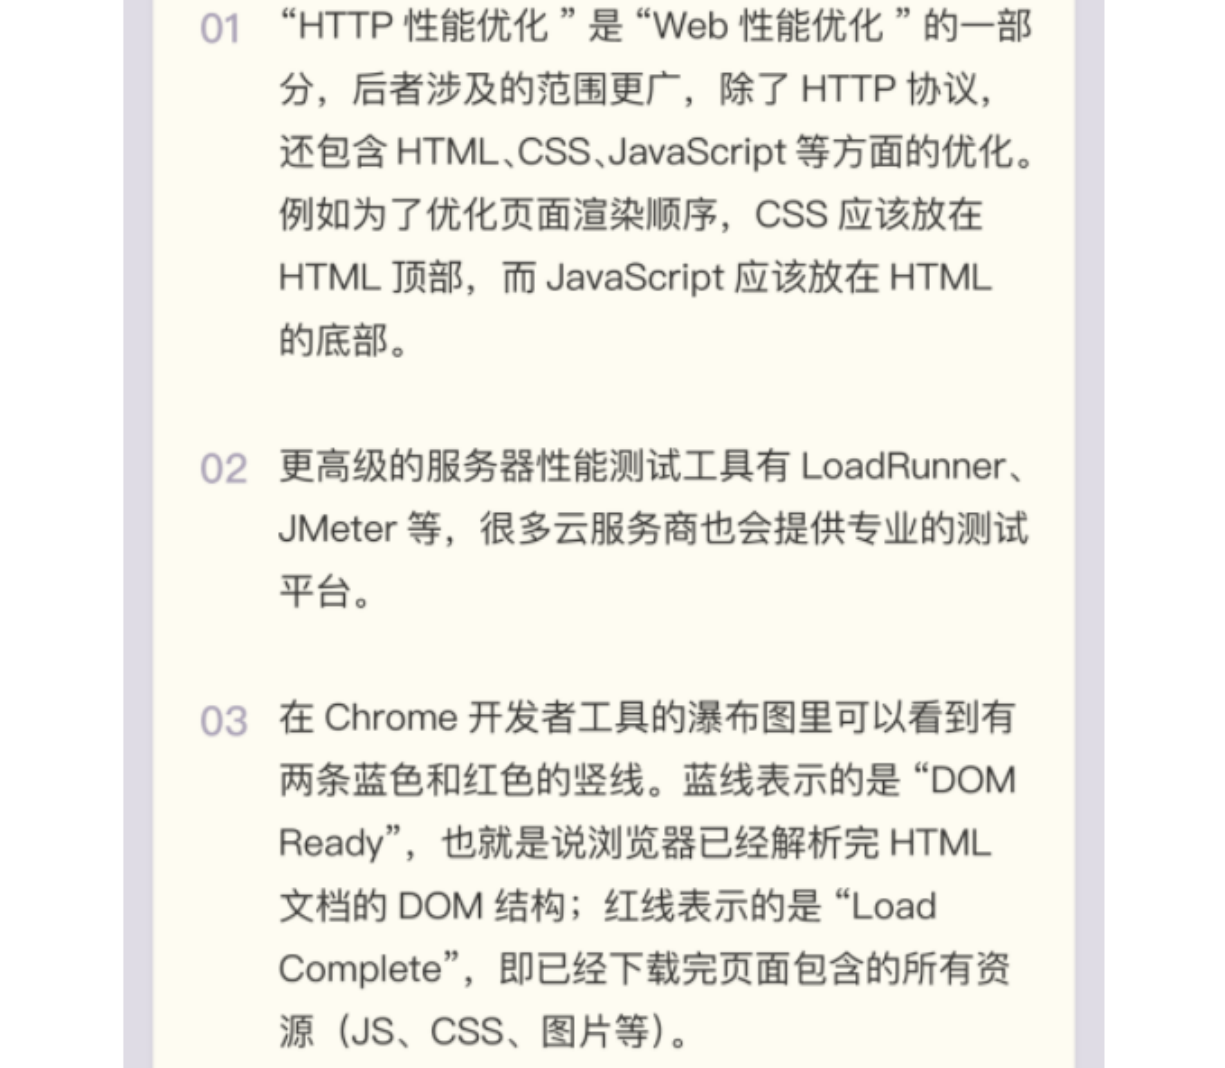 01 “HTTP 性能优化 ” 是 “Web 性能优化 ” 的一部
分，后者涉及的范围更广，除了 HTTP 协议，
还包含 HTML、CSS、JavaScript 等方面的优化。
例如为了优化页面渲染顺序，CSS 应该放在
HTML 顶部，而 JavaScript 应该放在 HTML
的底部。
02 更高级的服务器性能测试工具有 LoadRunner、
JMeter 等，很多云服务商也会提供专业的测试
平台。
03 在 Chrome 开发者工具的瀑布图里可以看到有
两条蓝色和红色的竖线。蓝线表示的是 “DOM
Ready”，也就是说浏览器已经解析完 HTML
文档的 DOM 结构；红线表示的是 “Load
Complete”，即已经下载完页面包含的所有资
源（JS、CSS、图片等）。